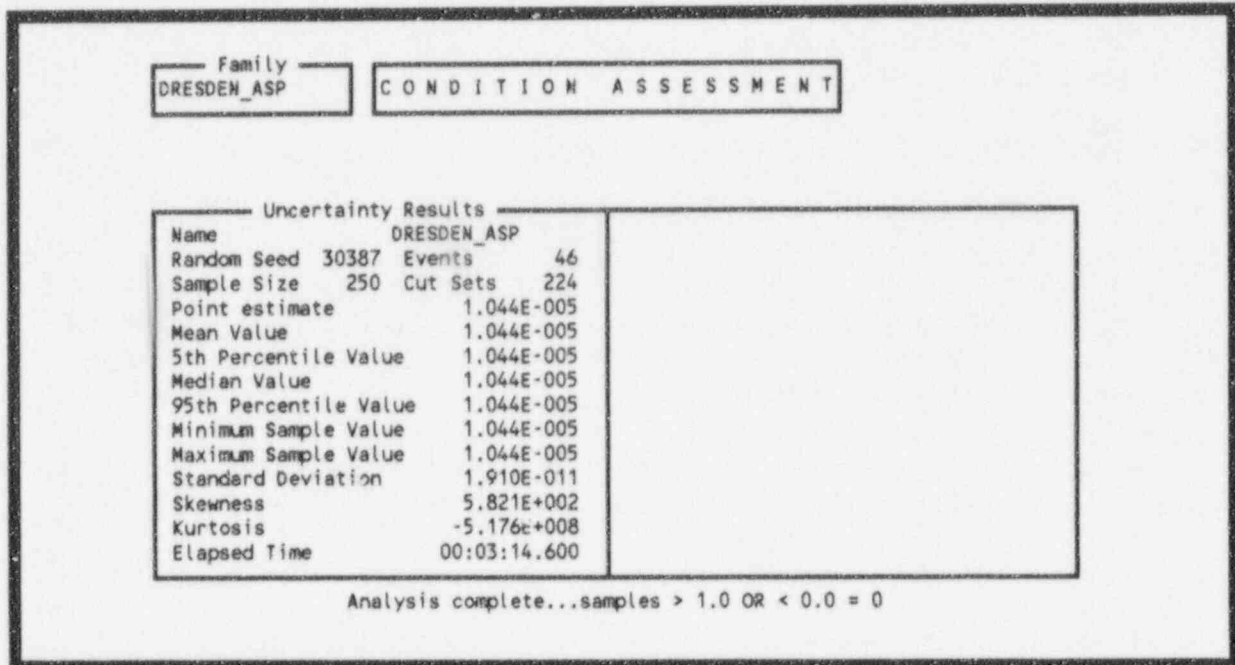 Family
DRESDEN_ASP
CONDITION ASSESSMENT
Uncertainty Results
Name DRESDEN_ASP
Random Seed 30387 Events 46
Sample Size 250 Cut Sets 224
Point estimate 1.044E-005
Mean Value 1.044E-005
5th Percentile Value 1.044E-005
Median Value 1.044E-005
95th Percentile Value 1.044E-005
Minimum Sample Value 1.044E-005
Maximum Sample Value 1.044E-005
Standard Deviation 1.910E-011
Skewness 5.821E+002
Kurtosis -5.176E+008
Elapsed Time 00:03:14.600
Analysis complete...samples > 1.0 OR < 0.0 = 0